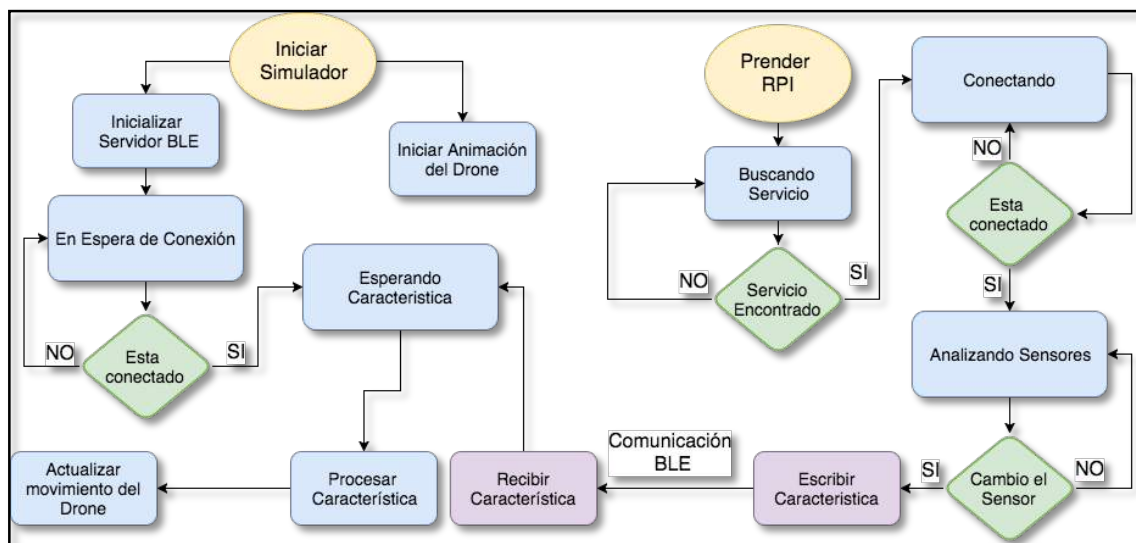 Iniciar
Simulador
Inicializar
Servidor BLE
Iniciar Animación
del Drone
En Espera de Conexión
NO
Esta
conectado
SI
Esperando
Caracteristica
Actualizar
movimiento del
Drone
Procesar
Característica
Recibir
Característica
Comunicación
BLE
Prender
RPI
Buscando
Servicio
NO
Servicio
Encontrado
SI
Conectando
NO
Esta
conectado
SI
Analizando Sensores
Escribir
Caracteristica
SI
Cambio el
Sensor
NO